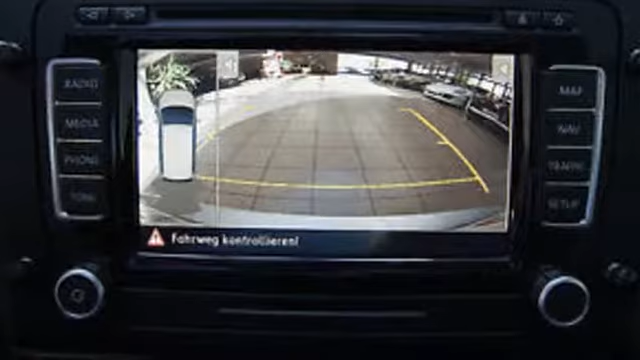 RADIO
MEDIA
PHONE
TONE
MAP
NAV
TRAFFIC
SETUP
Fahrweg kontrollieren!